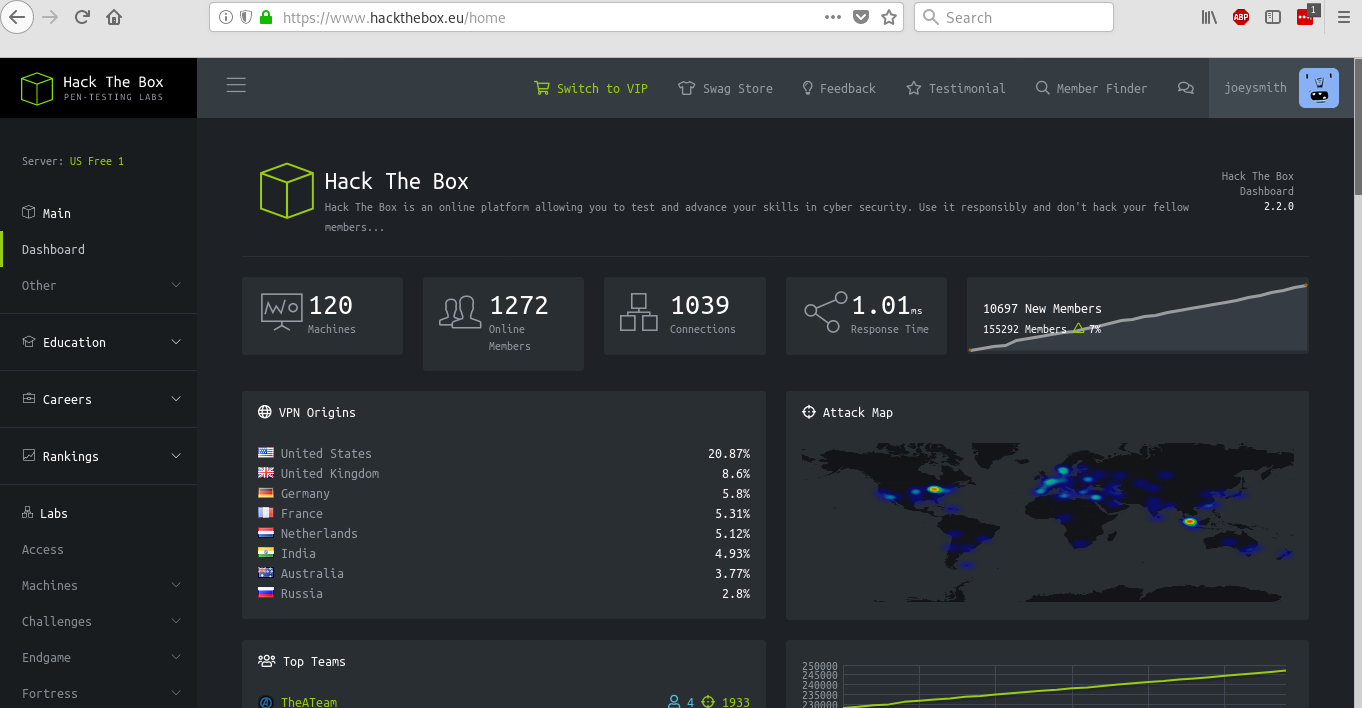 https://www.hackthebox.eu/home
Search
ABP
1
Hack The Box
PEN-TESTING LABS
Switch to VIP
Swag Store
Feedback
Testimonial
Member Finder
joeysmith
Server: US Free 1
Main
Dashboard
Other
Education
Careers
Rankings
Labs
Access
Machines
Challenges
Endgame
Fortress
Hack The Box
Hack The Box is an online platform allowing you to test and advance your skills in cyber security. Use it responsibly and don't hack your fellow
members...
Hack The Box
Dashboard
2.2.0
120
Machines
1272
Online
Members
1039
Connections
1.01ms
Response Time
10697 New Members
155292 Members 7%
VPN Origins
United States 20.87%
United Kingdom 8.6%
Germany 5.8%
France 5.31%
Netherlands 5.12%
India 4.93%
Australia 3.77%
Russia 2.8%
Attack Map
Top Teams
TheATeam 4 1933
250000
245000
240000
235000
230000